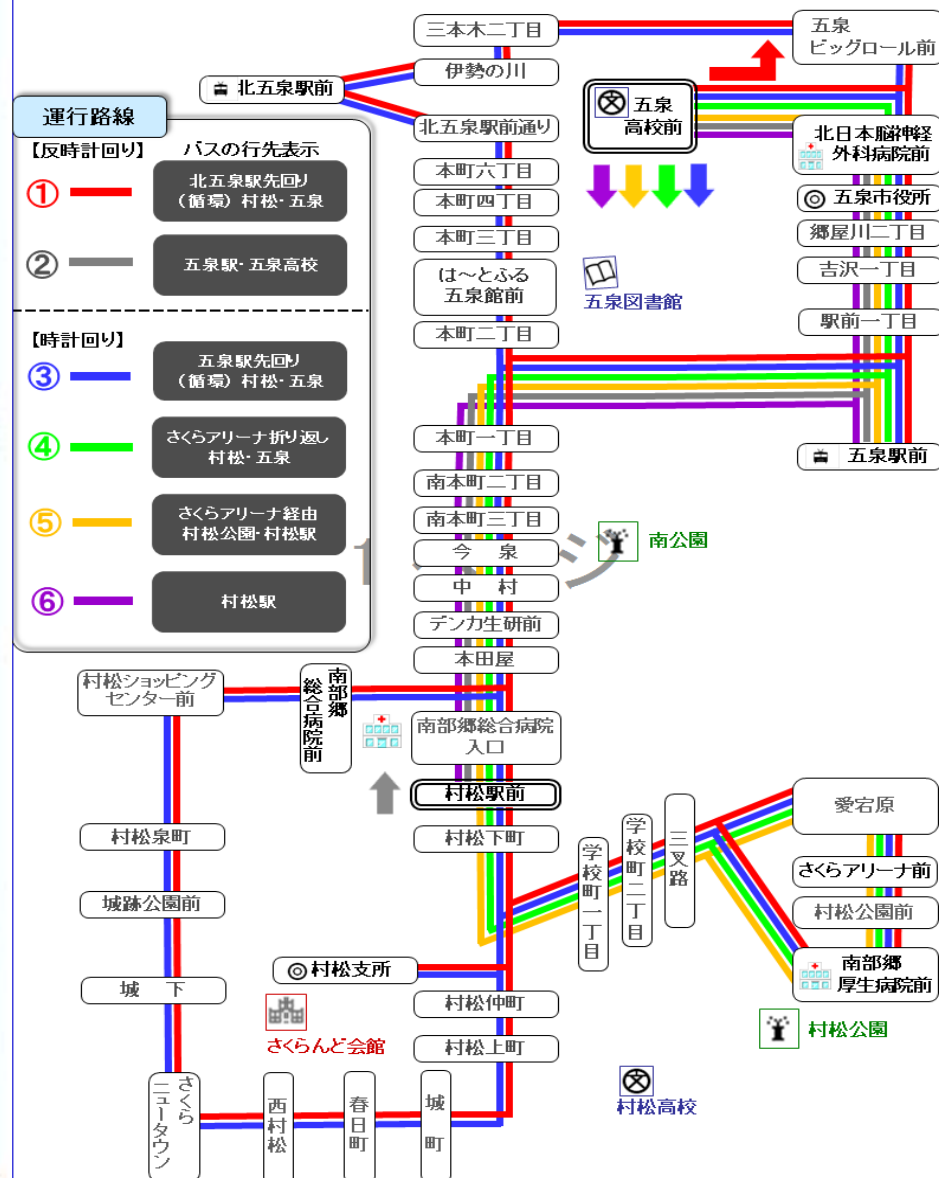 三本木二丁目
五泉
ビッグロール前
伊勢の川
北五泉駅前
五泉
高校前
運行路線
北五泉駅前通り
北日本脳神経
外科病院前
【反時計回り】
バスの行先表示
① 北五泉駅先回り
(循環) 村松・五泉
本町六丁目
本町四丁目
五泉市役所
本町三丁目
郷屋川二丁目
② 五泉駅・五泉高校
は～とふる
五泉館前
吉沢一丁目
五泉図書館
本町二丁目
駅前一丁目
【時計回り】
③ 五泉駅先回り
(循環) 村松・五泉
④ さくらアリーナ折り返し
村松・五泉
本町一丁目
五泉駅前
南本町二丁目
⑤ さくらアリーナ経由
村松公園・村松駅
南本町三丁目
南公園
今 泉
中 村
⑥ 村松駅
デンカ生研前
本田屋
村松ショッピング
センター前
南部郷
総合病院前
南部郷総合病院
入口
村松駅前
愛宕原
村松泉町
村松下町
学校町一丁目
学校町二丁目
三叉路
さくらアリーナ前
城跡公園前
村松公園前
村松支所
南部郷
厚生病院前
城 下
村松仲町
村松公園
さくらんど会館
村松上町
さくら
ニュータウン
西村松
春日町
城町
村松高校